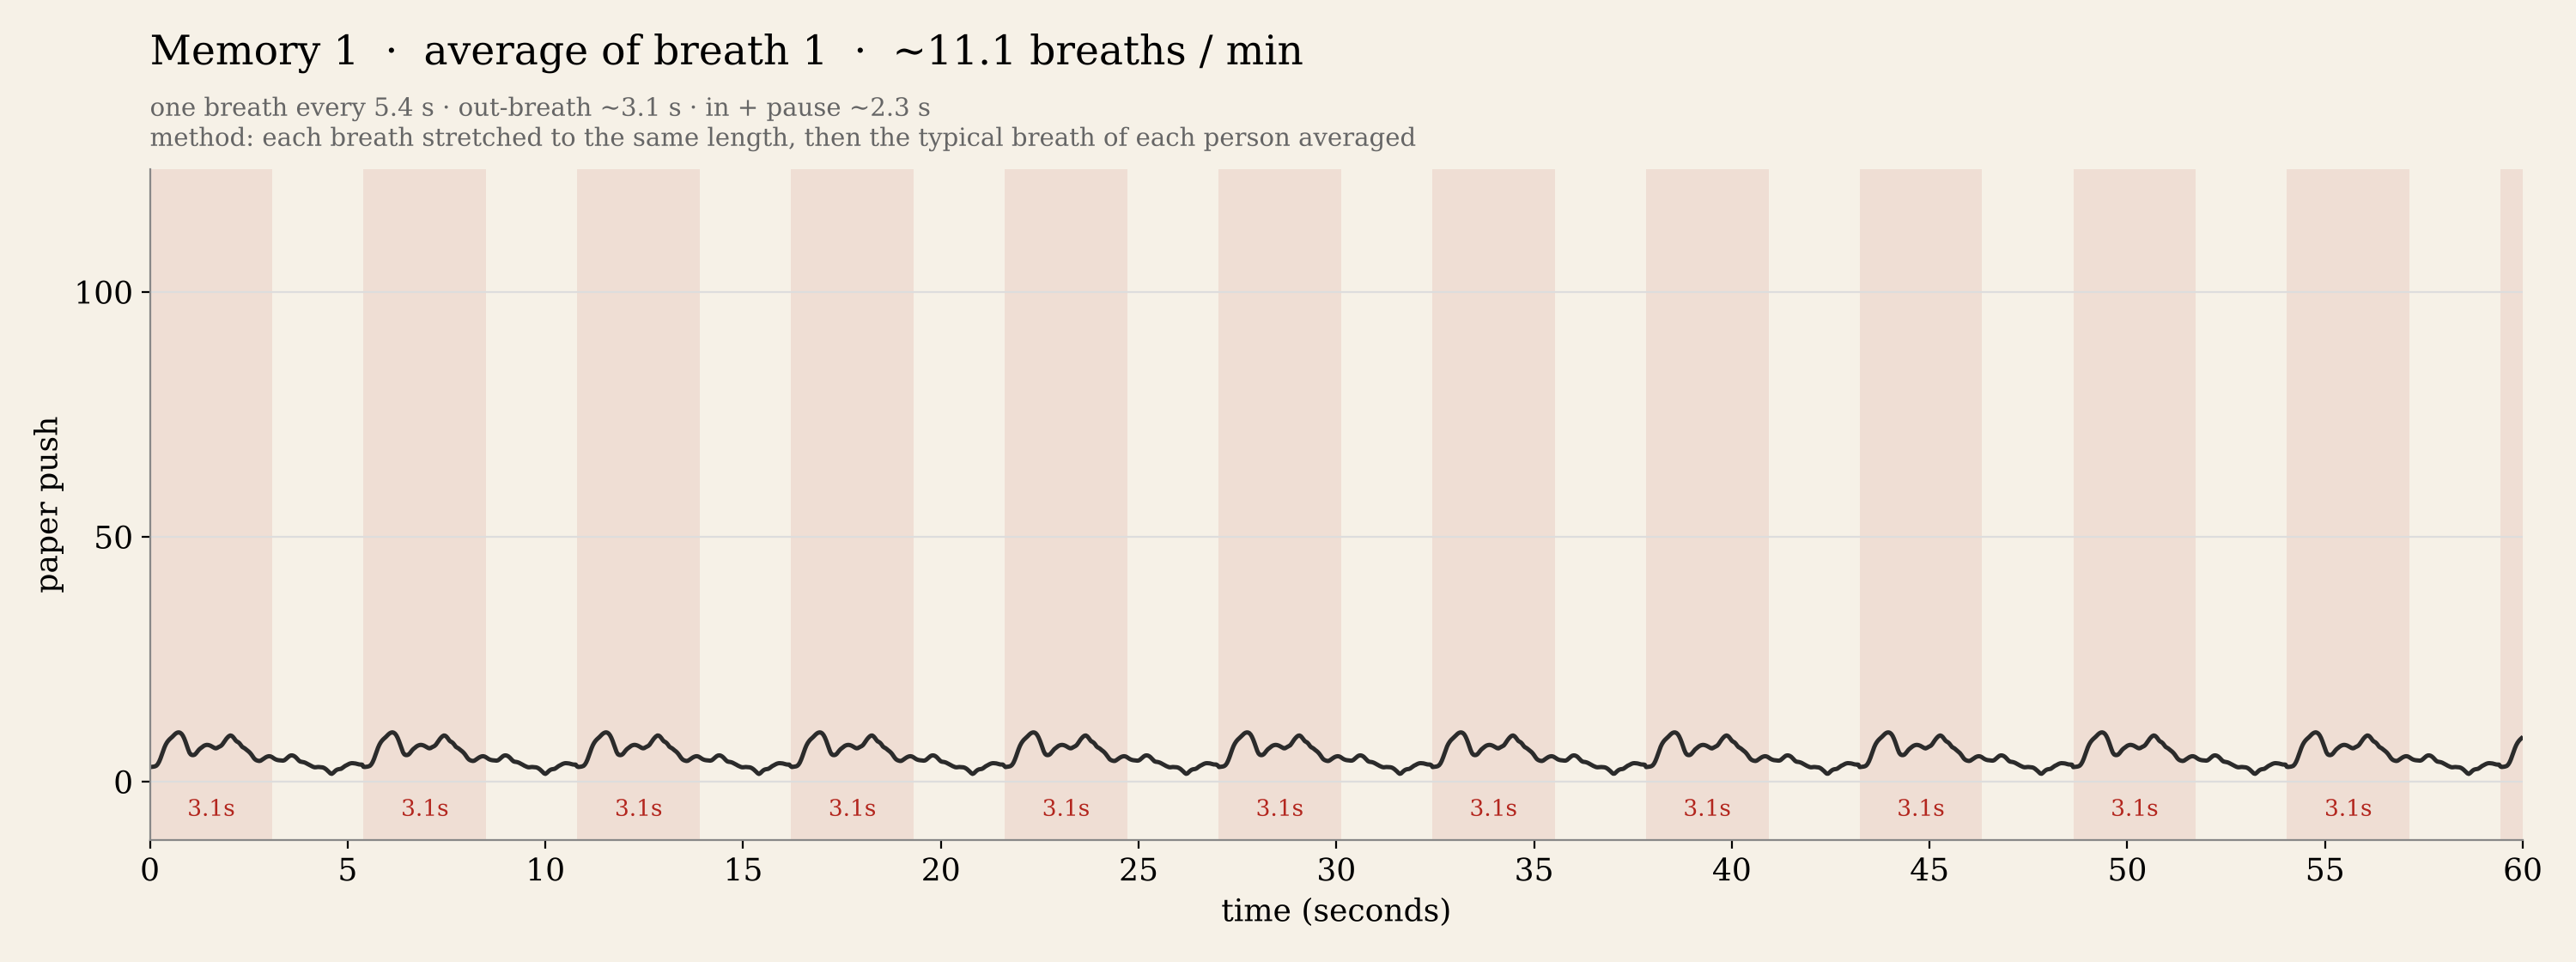 Memory 1 · average of breath 1 · ~11.1 breaths / min
one breath every 5.4 s · out-breath ~3.1 s · in + pause ~2.3 s
method: each breath stretched to the same length, then the typical breath of each person averaged
100
50
0
paper push
3.1s 3.1s 3.1s 3.1s 3.1s 3.1s 3.1s 3.1s 3.1s 3.1s 3.1s
0 5 10 15 20 25 30 35 40 45 50 55 60
time (seconds)